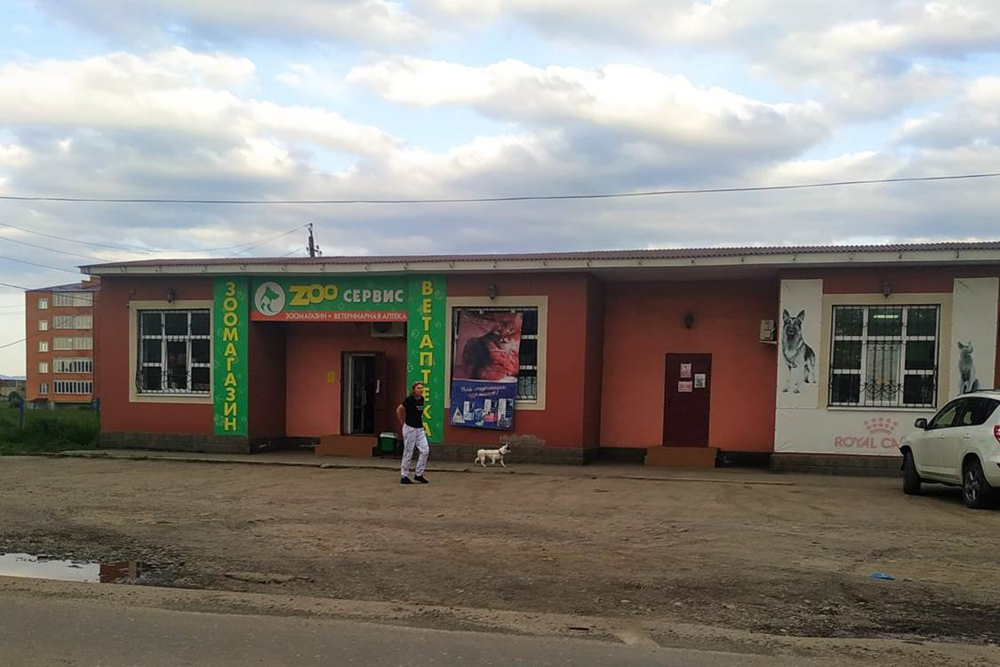 ЗООМАГАЗИН
ZOO СЕРВИС
ЗООМАГАЗИН • ВЕТЕРИНАРНАЯ АПТЕКА
ВЕТАПТЕКА
ROYAL CA